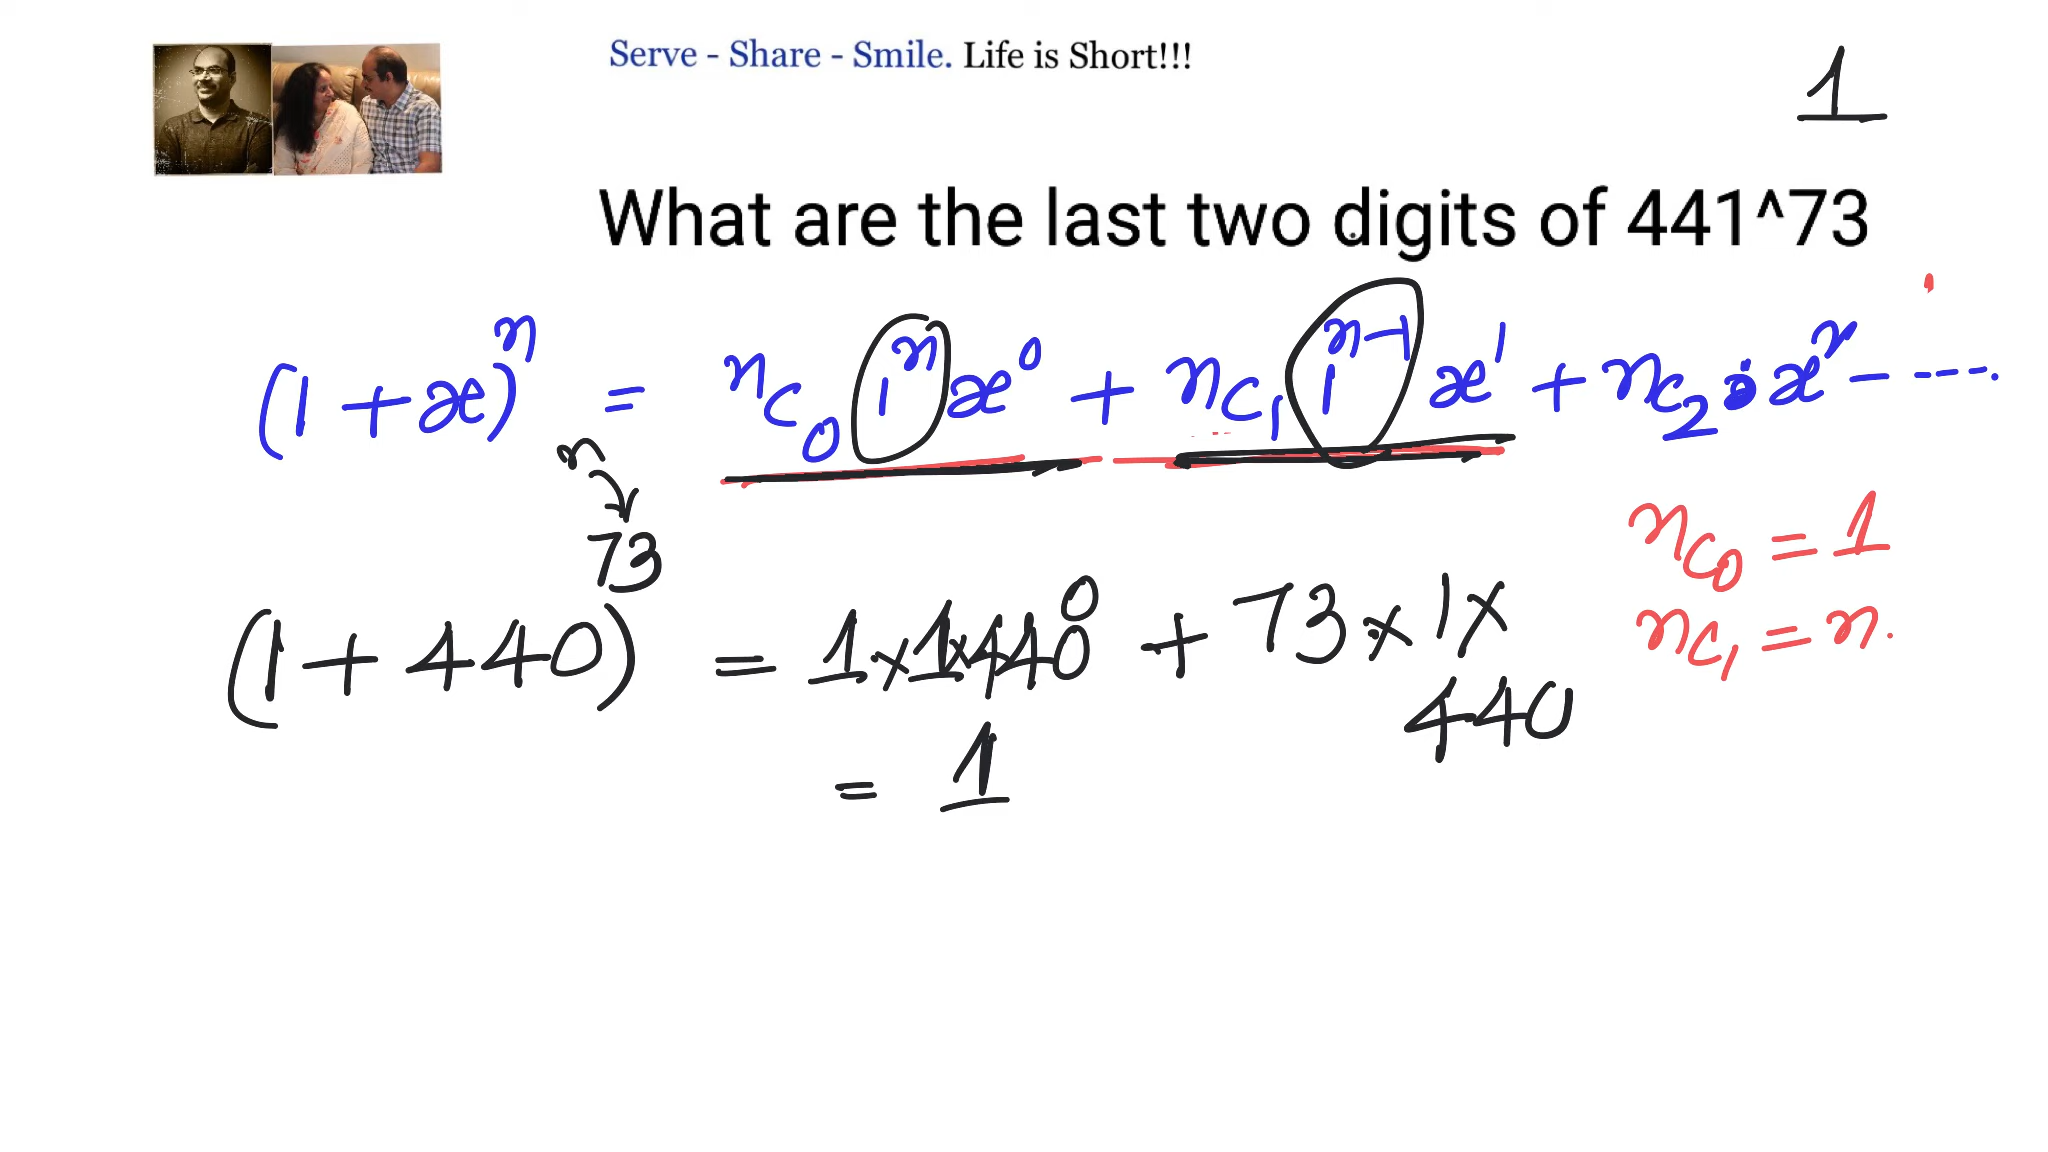 Serve - Share - Smile. Life is Short!!!
1
What are the last two digits of 441^73
(1 + x)^n = nC0 1^n x^0 + nC1 1^(n-1) x^1 + nC2 x^2 - ----.
n
73
nC0 = 1
(1 + 440) = 1 x 1 x 440^0 + 73 x 1 x
nC1 = n.
440
= 1